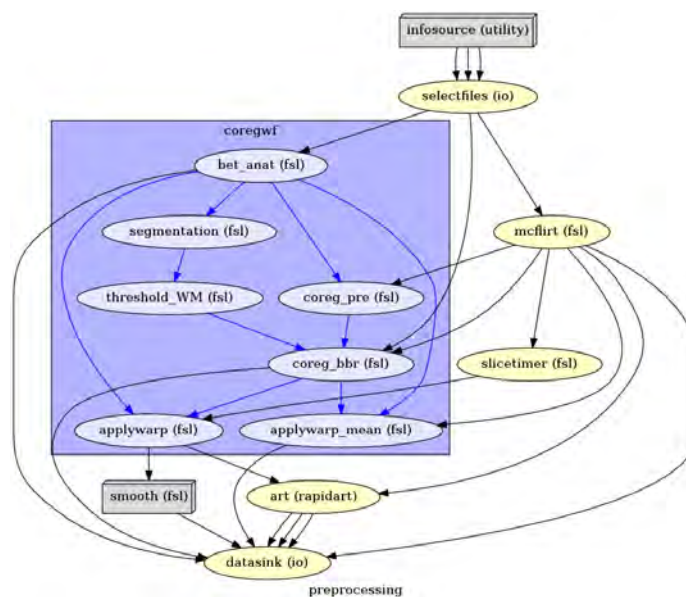 infosource (utility)
selectfiles (io)
coregwf
bet_anat (fsl)
segmentation (fsl)
mcflirt (fsl)
threshold_WM (fsl)
coreg_pre (fsl)
coreg_bbr (fsl)
slicetimer (fsl)
applywarp (fsl)
applywarp_mean (fsl)
smooth (fsl)
art (rapidart)
datasink (io)
preprocessing